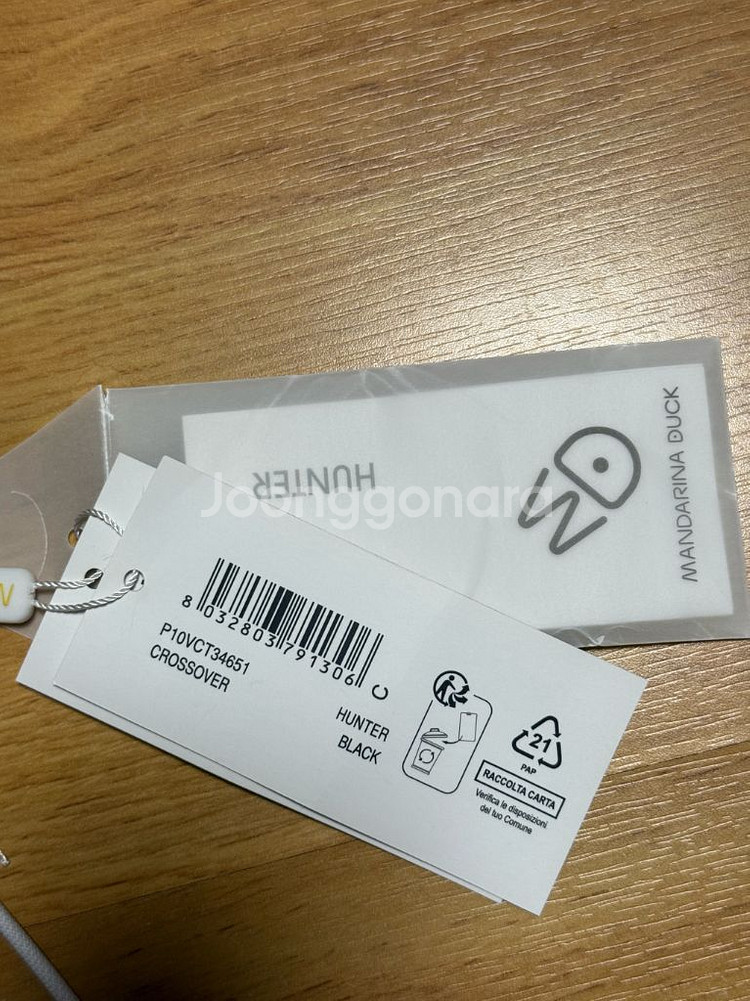 MANDARINA DUCK
HUNTER
Joonggonara
8 032803 791306
P10VCT34651
CROSSOVER
HUNTER
BLACK
21
PAP
RACCOLTA CARTA
Verifica le disposizioni
del tuo Comune